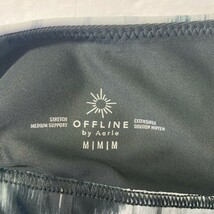 OFFLINE
by Aerie
STRETCH
MEDIUM SUPPORT
EXTENSIBLE
SOUTIEN MOYEN
M|M|M